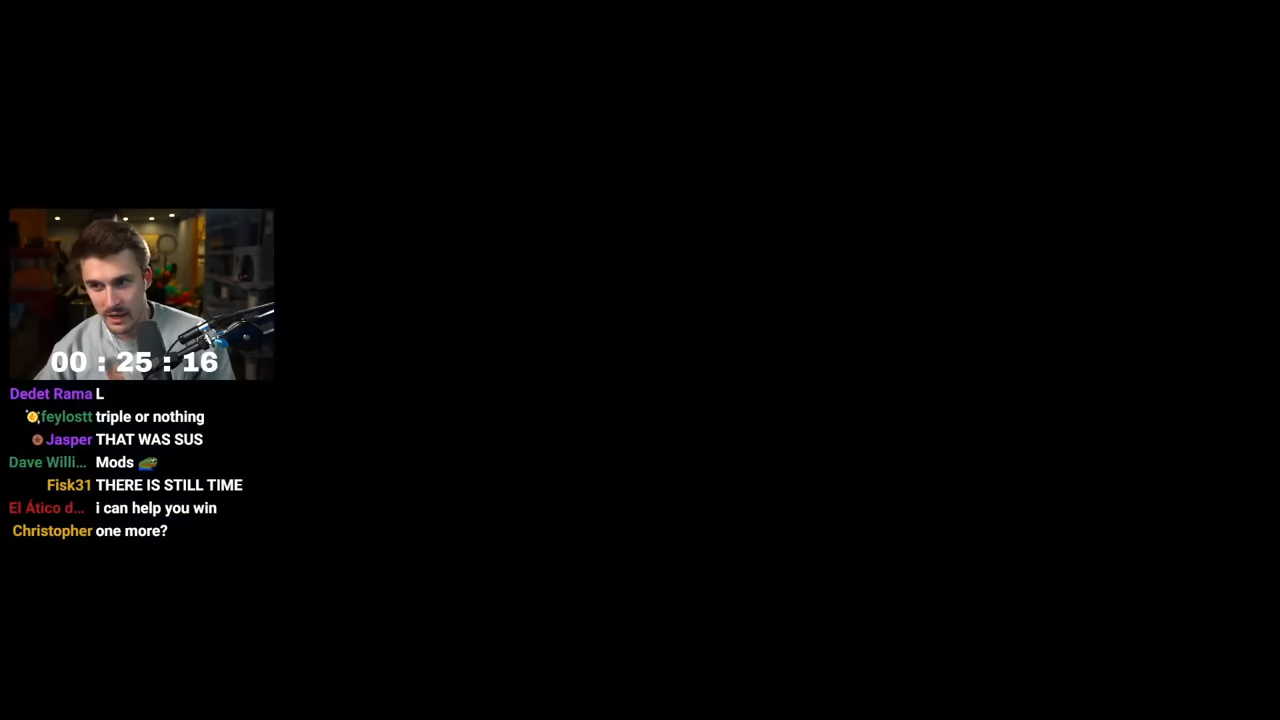 00 : 25 : 16
Dedet Rama L
feylostt triple or nothing
Jasper THAT WAS SUS
Dave Willi... Mods
Fisk31 THERE IS STILL TIME
El Ático d... i can help you win
Christopher one more?